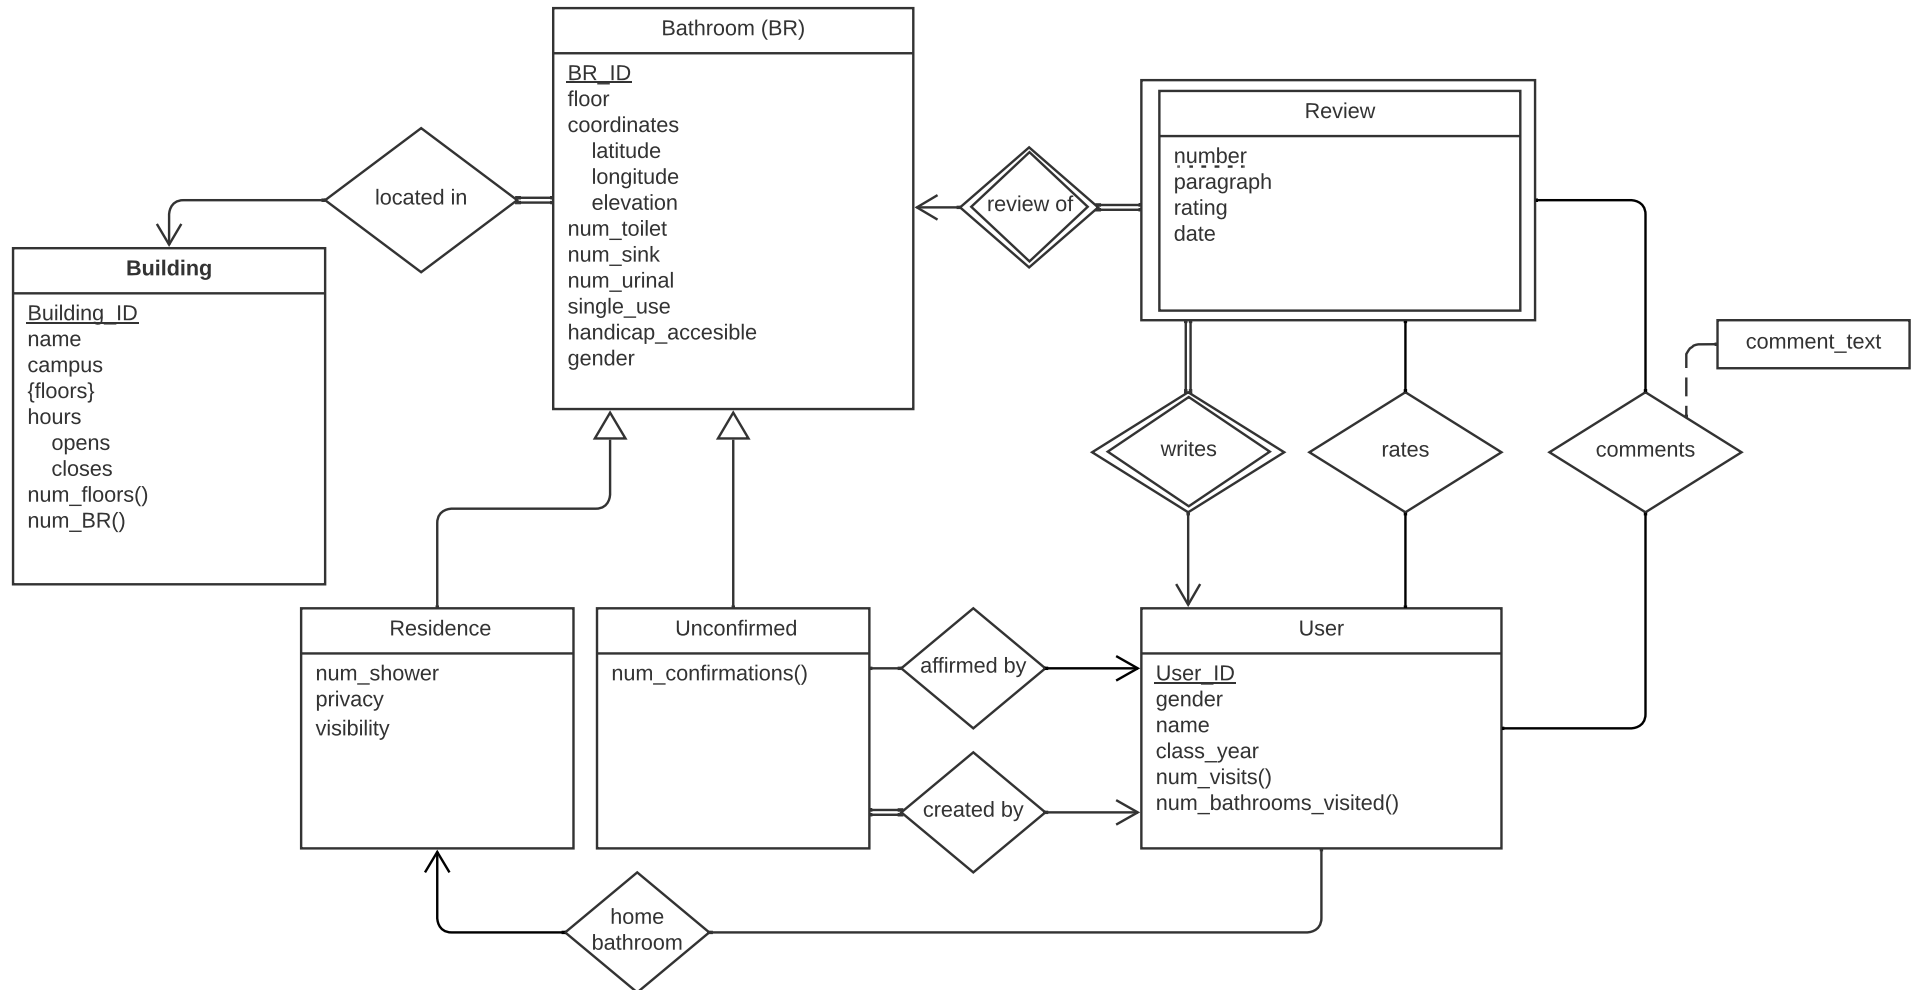 Bathroom (BR)
BR_ID
floor
coordinates
latitude
longitude
elevation
num_toilet
num_sink
num_urinal
single_use
handicap_accesible
gender
located in
Building
Building_ID
name
campus
{floors}
hours
opens
closes
num_floors()
num_BR()
review of
Review
number
paragraph
rating
date
comment_text
writes
rates
comments
Residence
num_shower
privacy
visibility
Unconfirmed
num_confirmations()
affirmed by
created by
User
User_ID
gender
name
class_year
num_visits()
num_bathrooms_visited()
home
bathroom